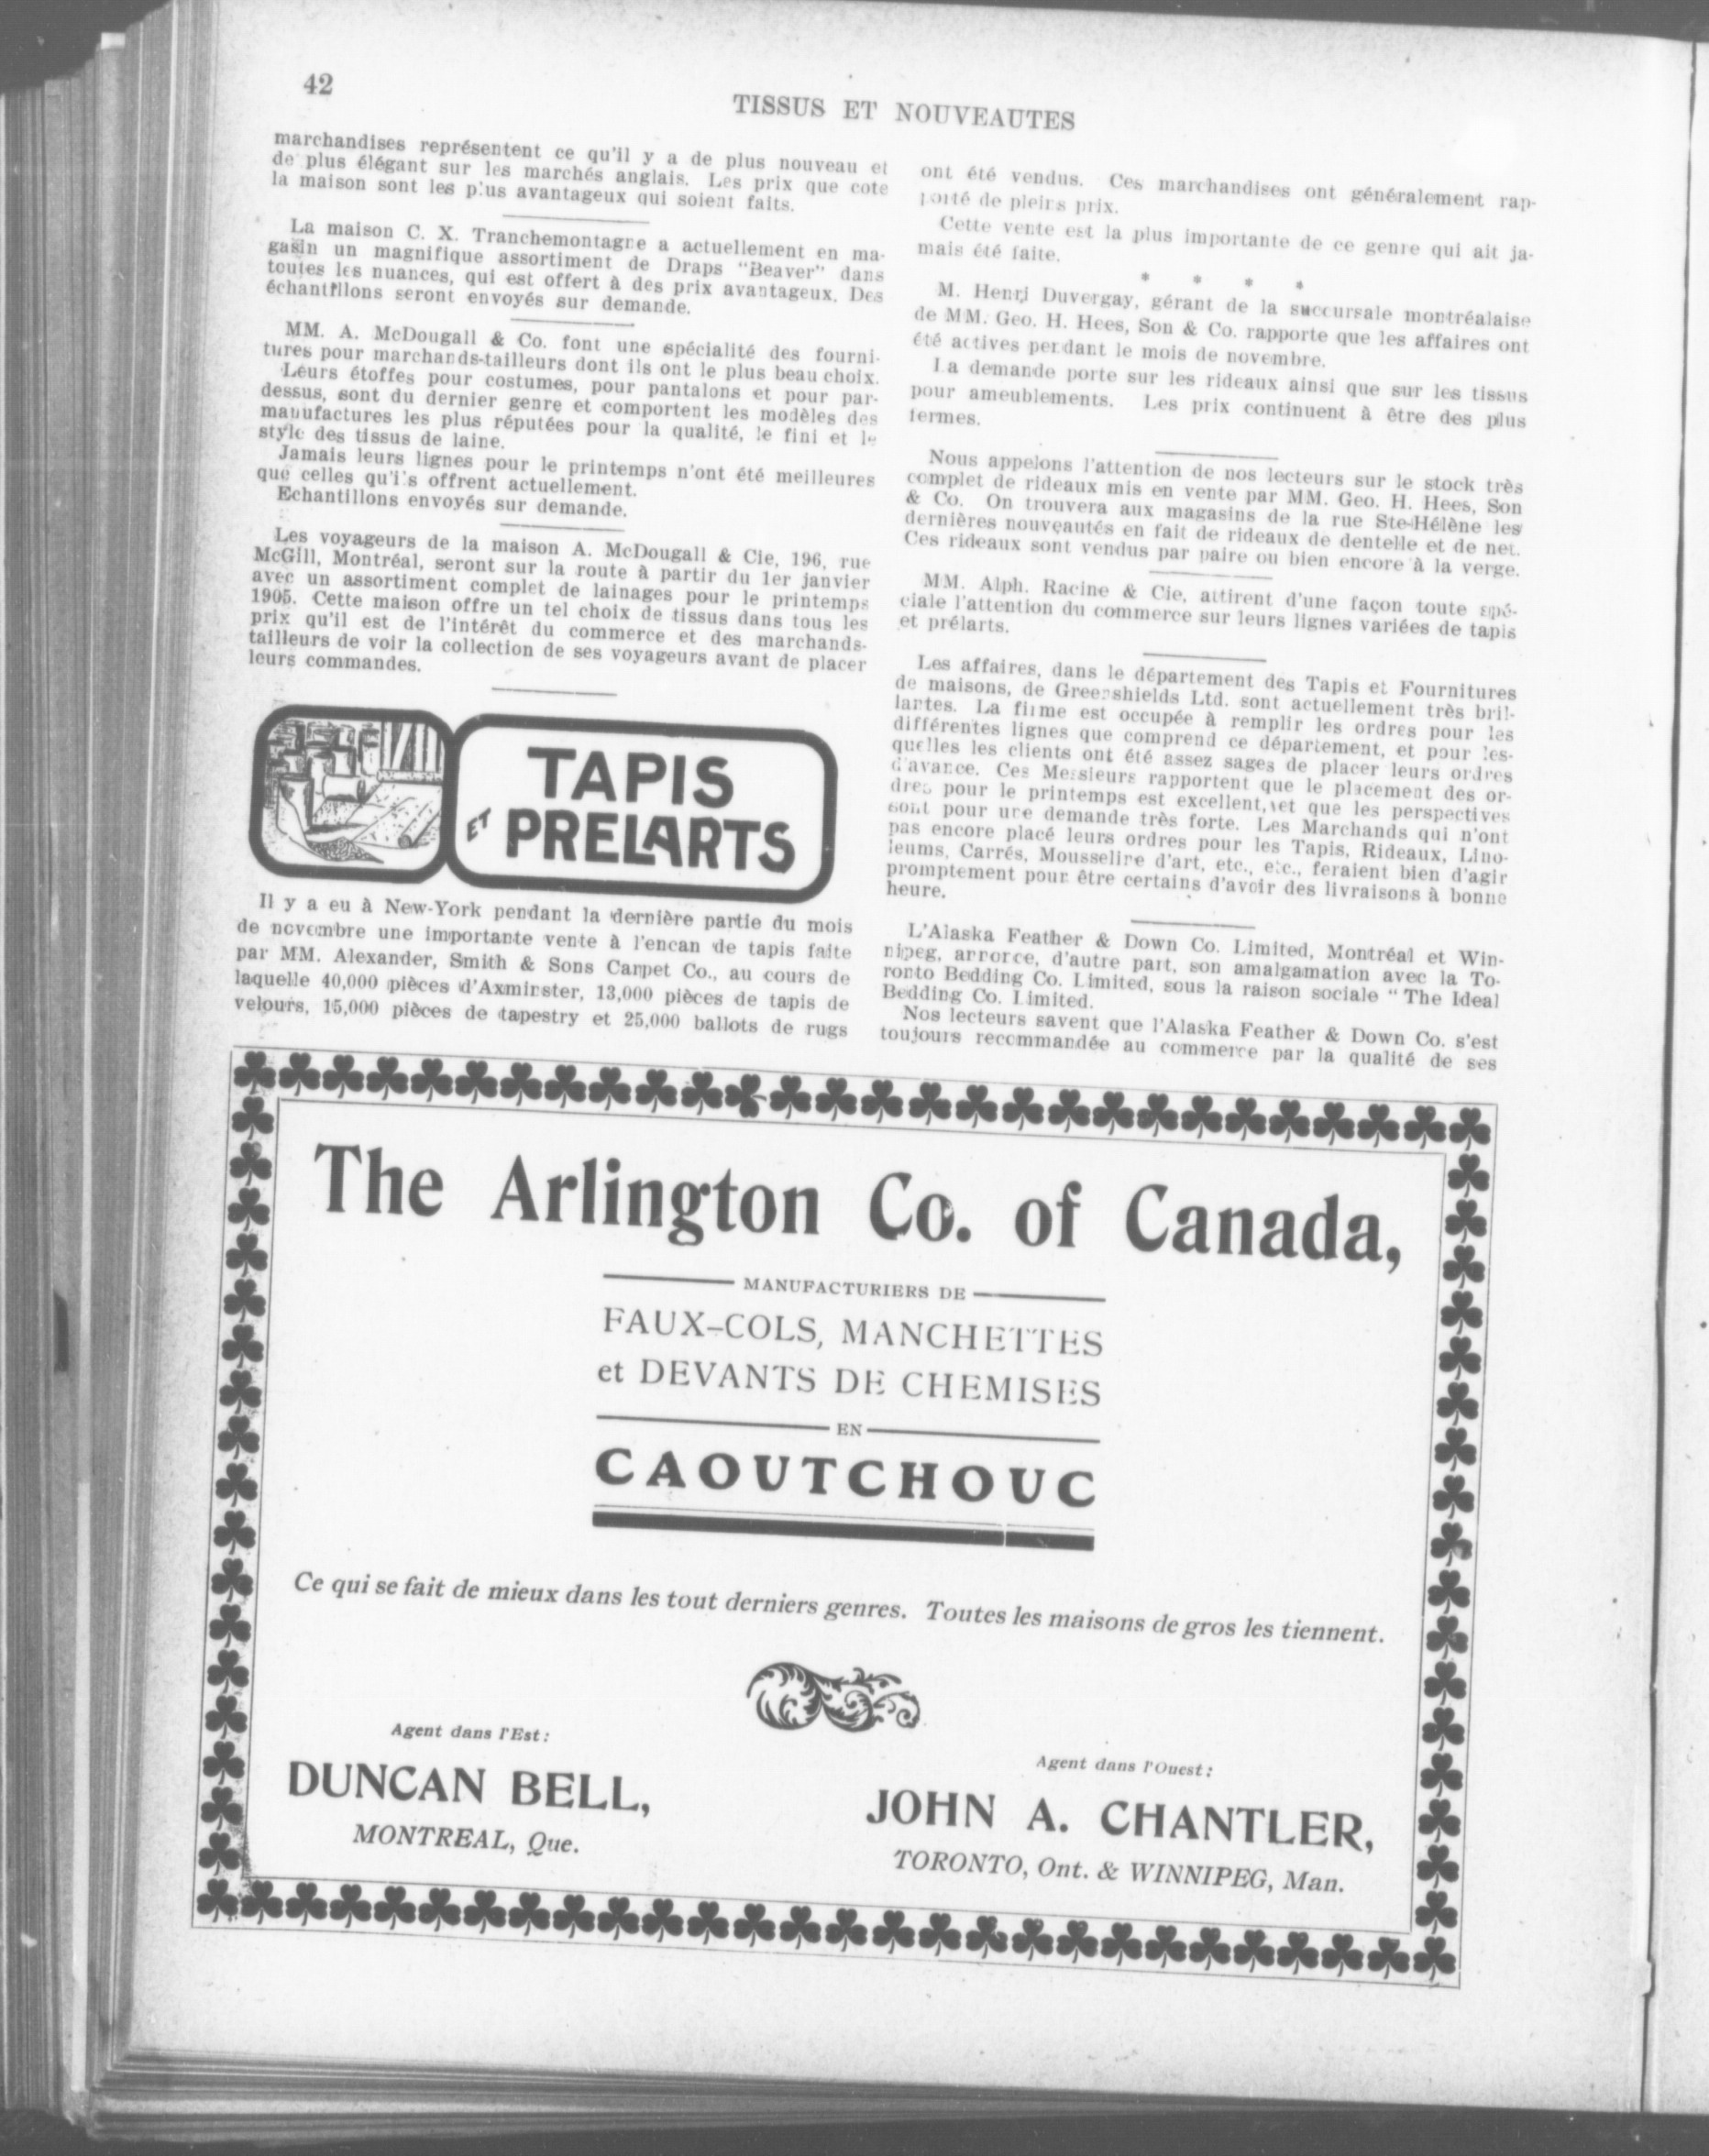 42
TISSUS ET NOUVEAUTES
marchandises représentent ce qu'il y a de plus nouveau et
de plus élégant sur les marchés anglais. Les prix que cote
la maison sont les plus avantageux qui soient faits.
La maison C. X. Tranchemontagne a actuellement en ma-
gasin un magnifique assortiment de Draps "Beaver" dans
toutes les nuances, qui est offert à des prix avantageux. Des
échantillons seront envoyés sur demande.
MM. A. McDougall & Co. font une spécialité des fourni-
tures pour marchands-tailleurs dont ils ont le plus beau choix.
Leurs étoffes pour costumes, pour pantalons et pour par-
dessus, sont du dernier genre et comportent les modèles des
manufactures les plus réputées pour la qualité, le fini et le
style des tissus de laine.
Jamais leurs lignes pour le printemps n'ont été meilleures
que celles qu'ils offrent actuellement.
Echantillons envoyés sur demande.
Les voyageurs de la maison A. McDougall & Cie, 196, rue
McGill, Montréal, seront sur la route à partir du 1er janvier
avec un assortiment complet de lainages pour le printemps
1905. Cette maison offre un tel choix de tissus dans tous les
prix qu'il est de l'intérêt du commerce et des marchands-
tailleurs de voir la collection de ses voyageurs avant de placer
leurs commandes.
TAPIS
ET PRELARTS
Il y a eu à New-York pendant la dernière partie du mois
de novembre une importante vente à l'encan de tapis faite
par MM. Alexander, Smith & Sons Carpet Co., au cours de
laquelle 40,000 pièces d'Axminster, 13,000 pièces de tapis de
velours, 15,000 pièces de tapestry et 25,000 ballots de rugs
ont été vendus. Ces marchandises ont généralement rap-
porté de pleins prix.
Cette vente est la plus importante de ce genre qui ait ja-
mais été faite.
* * * *
M. Henri Duvergay, gérant de la succursale montréalaise
de MM. Geo. H. Hees, Son & Co. rapporte que les affaires ont
été actives pendant le mois de novembre.
La demande porte sur les rideaux ainsi que sur les tissus
pour ameublements. Les prix continuent à être des plus
fermes.
Nous appelons l'attention de nos lecteurs sur le stock très
complet de rideaux mis en vente par MM. Geo. H. Hees, Son
& Co. On trouvera aux magasins de la rue Ste-Hélène les
dernières nouveautés en fait de rideaux de dentelle et de net.
Ces rideaux sont vendus par paire ou bien encore à la verge.
MM. Alph. Racine & Cie, attirent d'une façon toute spé-
ciale l'attention du commerce sur leurs lignes variées de tapis
et prélarts.
Les affaires, dans le département des Tapis et Fournitures
de maisons, de Greenshields Ltd. sont actuellement très bril-
lantes. La firme est occupée à remplir les ordres pour les
différentes lignes que comprend ce département, et pour les-
quelles les clients ont été assez sages de placer leurs ordres
d'avance. Ces Messieurs rapportent que le placement des or-
dres pour le printemps est excellent, et que les perspectives
sont pour une demande très forte. Les Marchands qui n'ont
pas encore placé leurs ordres pour les Tapis, Rideaux, Lino-
leums, Carrés, Mousseline d'art, etc., etc., feraient bien d'agir
promptement pour être certains d'avoir des livraisons à bonne
heure.
L'Alaska Feather & Down Co. Limited, Montréal et Win-
nipeg, annonce, d'autre part, son amalgamation avec la To-
ronto Bedding Co. Limited, sous la raison sociale "The Ideal
Bedding Co. Limited.
Nos lecteurs savent que l'Alaska Feather & Down Co. s'est
toujours recommandée au commerce par la qualité de ses
The Arlington Co. of Canada,
MANUFACTURIERS DE
FAUX-COLS, MANCHETTES
et DEVANTS DE CHEMISES
EN
CAOUTCHOUC
Ce qui se fait de mieux dans les tout derniers genres. Toutes les maisons de gros les tiennent.
Agent dans l'Est:
DUNCAN BELL,
MONTREAL, Que.
Agent dans l'Ouest:
JOHN A. CHANTLER,
TORONTO, Ont. & WINNIPEG, Man.